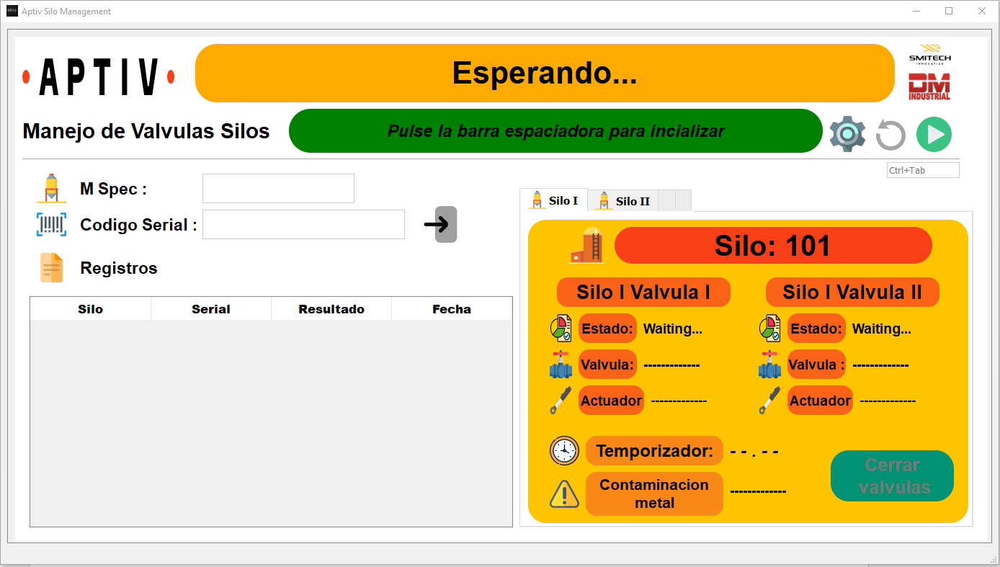 Aptiv Silo Management
• APTIV •
Esperando...
SMITECH
INNOVATIVE
DM
INDUSTRIAL
Manejo de Valvulas Silos
Pulse la barra espaciadora para incializar
Ctrl+Tab
M Spec :
Codigo Serial :
Registros
Silo Serial Resultado Fecha
Silo I Silo II
Silo: 101
Silo I Valvula I Silo I Valvula II
Estado: Waiting... Estado: Waiting...
Valvula: ------------- Valvula : -------------
Actuador ------------- Actuador -------------
Temporizador: - - . - -
Contaminacion
metal -------------
Cerrar
valvulas